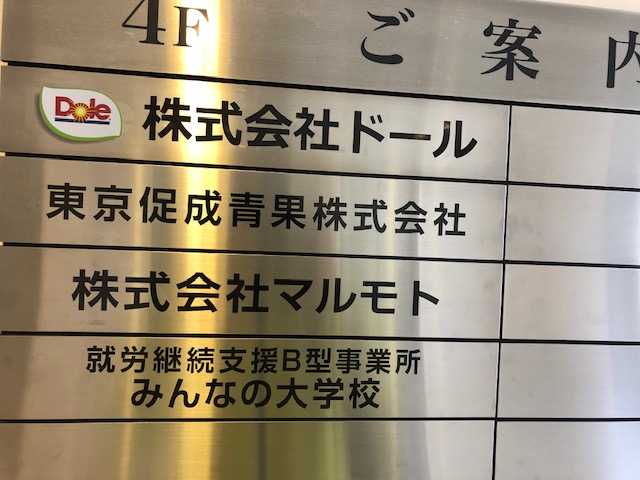 4F ご案内
Dole 株式会社ドール
東京促成青果株式会社
株式会社マルモト
就労継続支援B型事業所
みんなの大学校